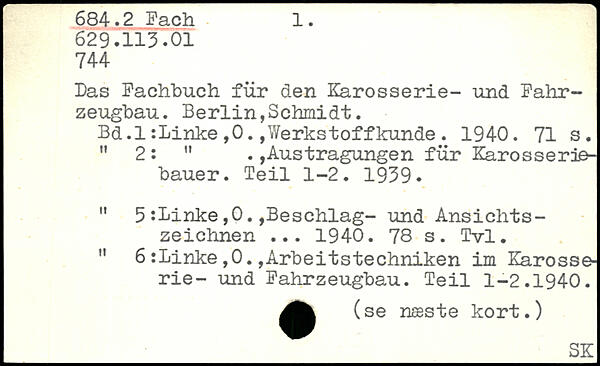 684.2 Fach 1.
629.113.01
744
Das Fachbuch für den Karosserie- und Fahr-
zeugbau. Berlin,Schmidt.
Bd.1:Linke,O.,Werkstoffkunde. 1940. 71 s.
" 2: " .,Austragungen für Karosserie-
bauer. Teil 1-2. 1939.
" 5:Linke,O.,Beschlag- und Ansichts-
zeichnen ... 1940. 78 s. Tvl.
" 6:Linke,O.,Arbeitstechniken im Karosse-
rie- und Fahrzeugbau. Teil 1-2.1940.
(se næste kort.)
SK